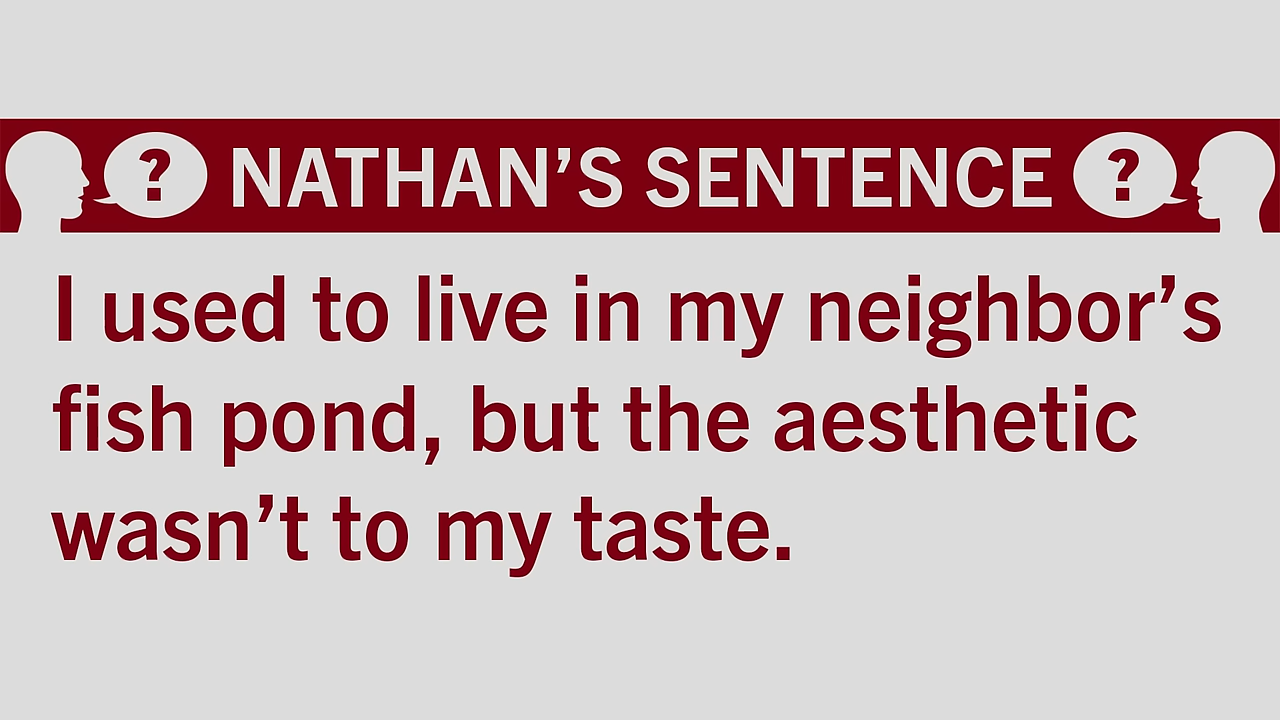 ? NATHAN’S SENTENCE ?
I used to live in my neighbor’s
fish pond, but the aesthetic
wasn’t to my taste.